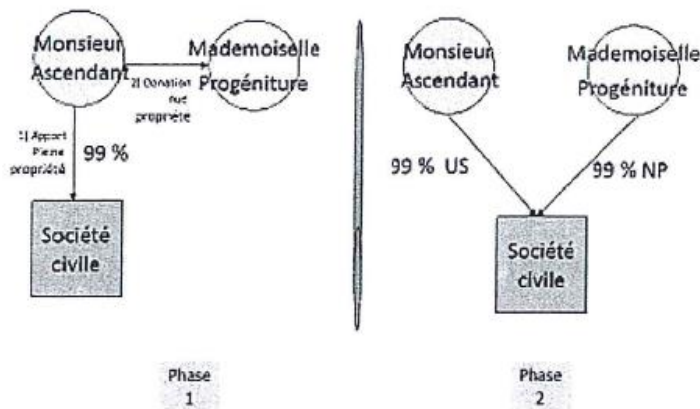 Monsieur
Ascendant
Mademoiselle
Progéniture
2) Donation
nue
propriété
1) Apport
Pleine
propriété
99 %
Société
civile
Phase
1
Monsieur
Ascendant
Mademoiselle
Progéniture
99 % US
99 % NP
Société
civile
Phase
2